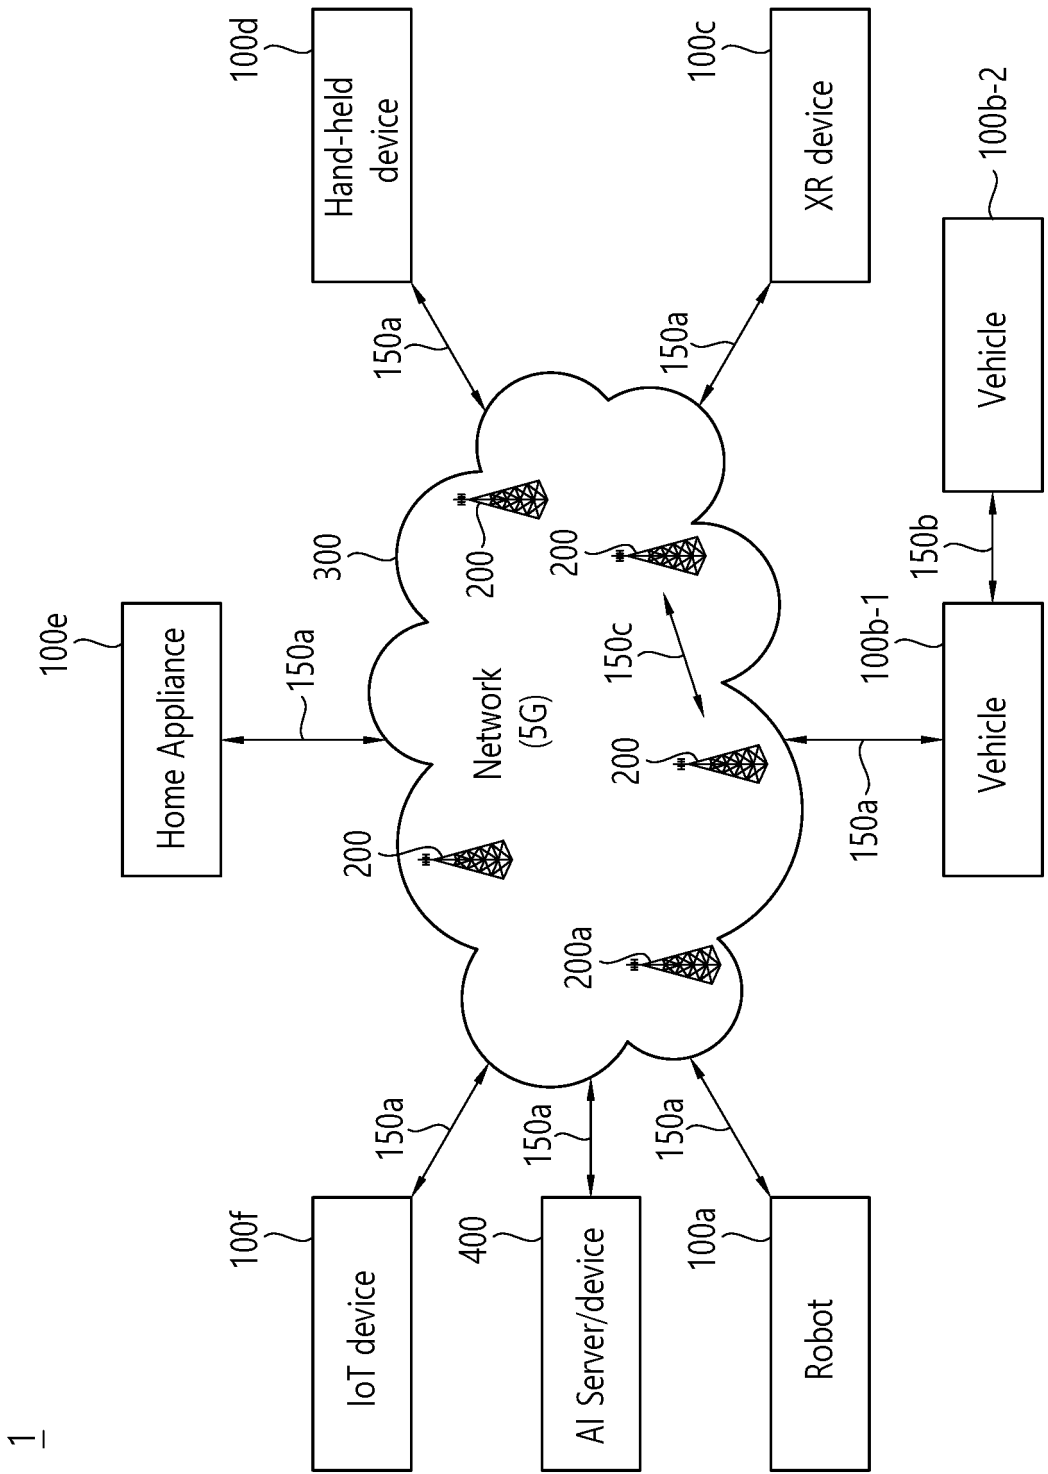 1
100e
Home Appliance
150a
100f
IoT device
150a
300
100d
Hand-held
device
150a
200
200
Network
(5G)
400
AI Server/device
150a
200a
200
150c
200
100a
Robot
150a
100c
XR device
150a
150a
100b-1
Vehicle
150b
100b-2
Vehicle